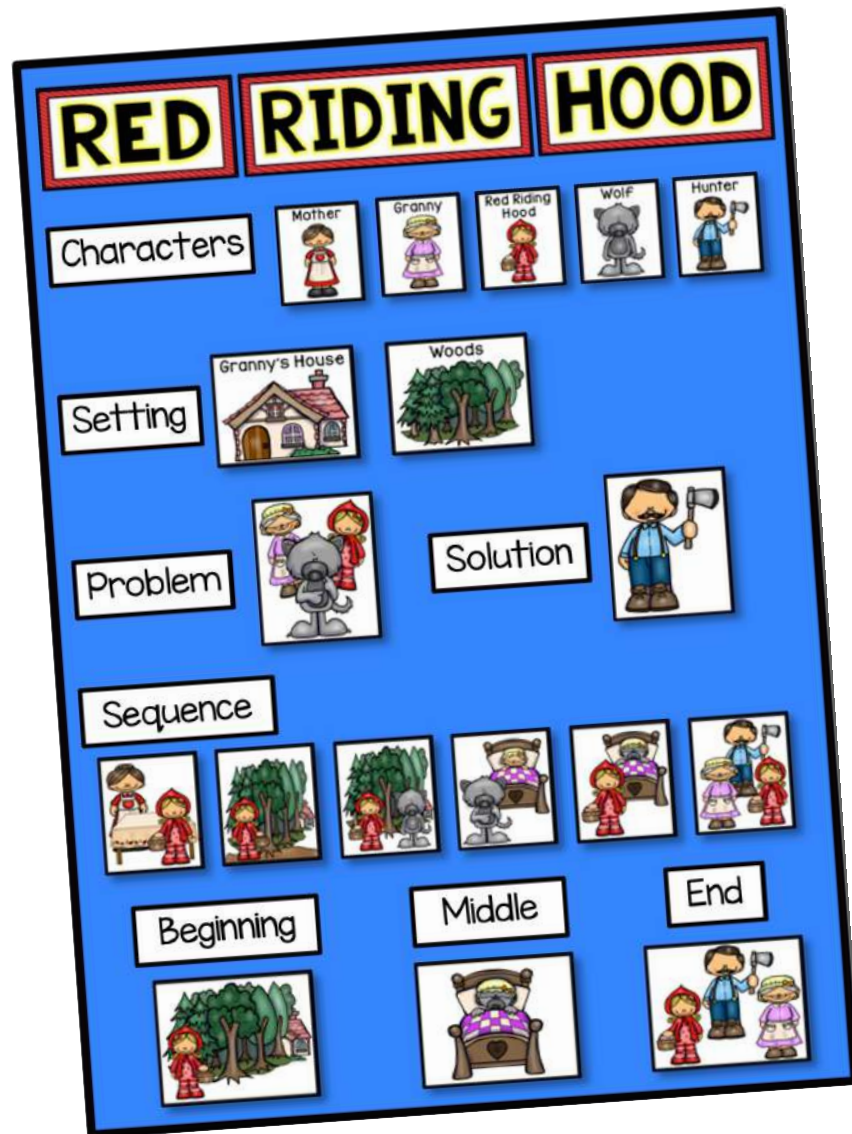 RED RIDING HOOD
Characters
Mother
Granny
Red Riding
Hood
Wolf
Hunter
Setting
Granny's House
Woods
Problem
Solution
Sequence
Beginning
Middle
End